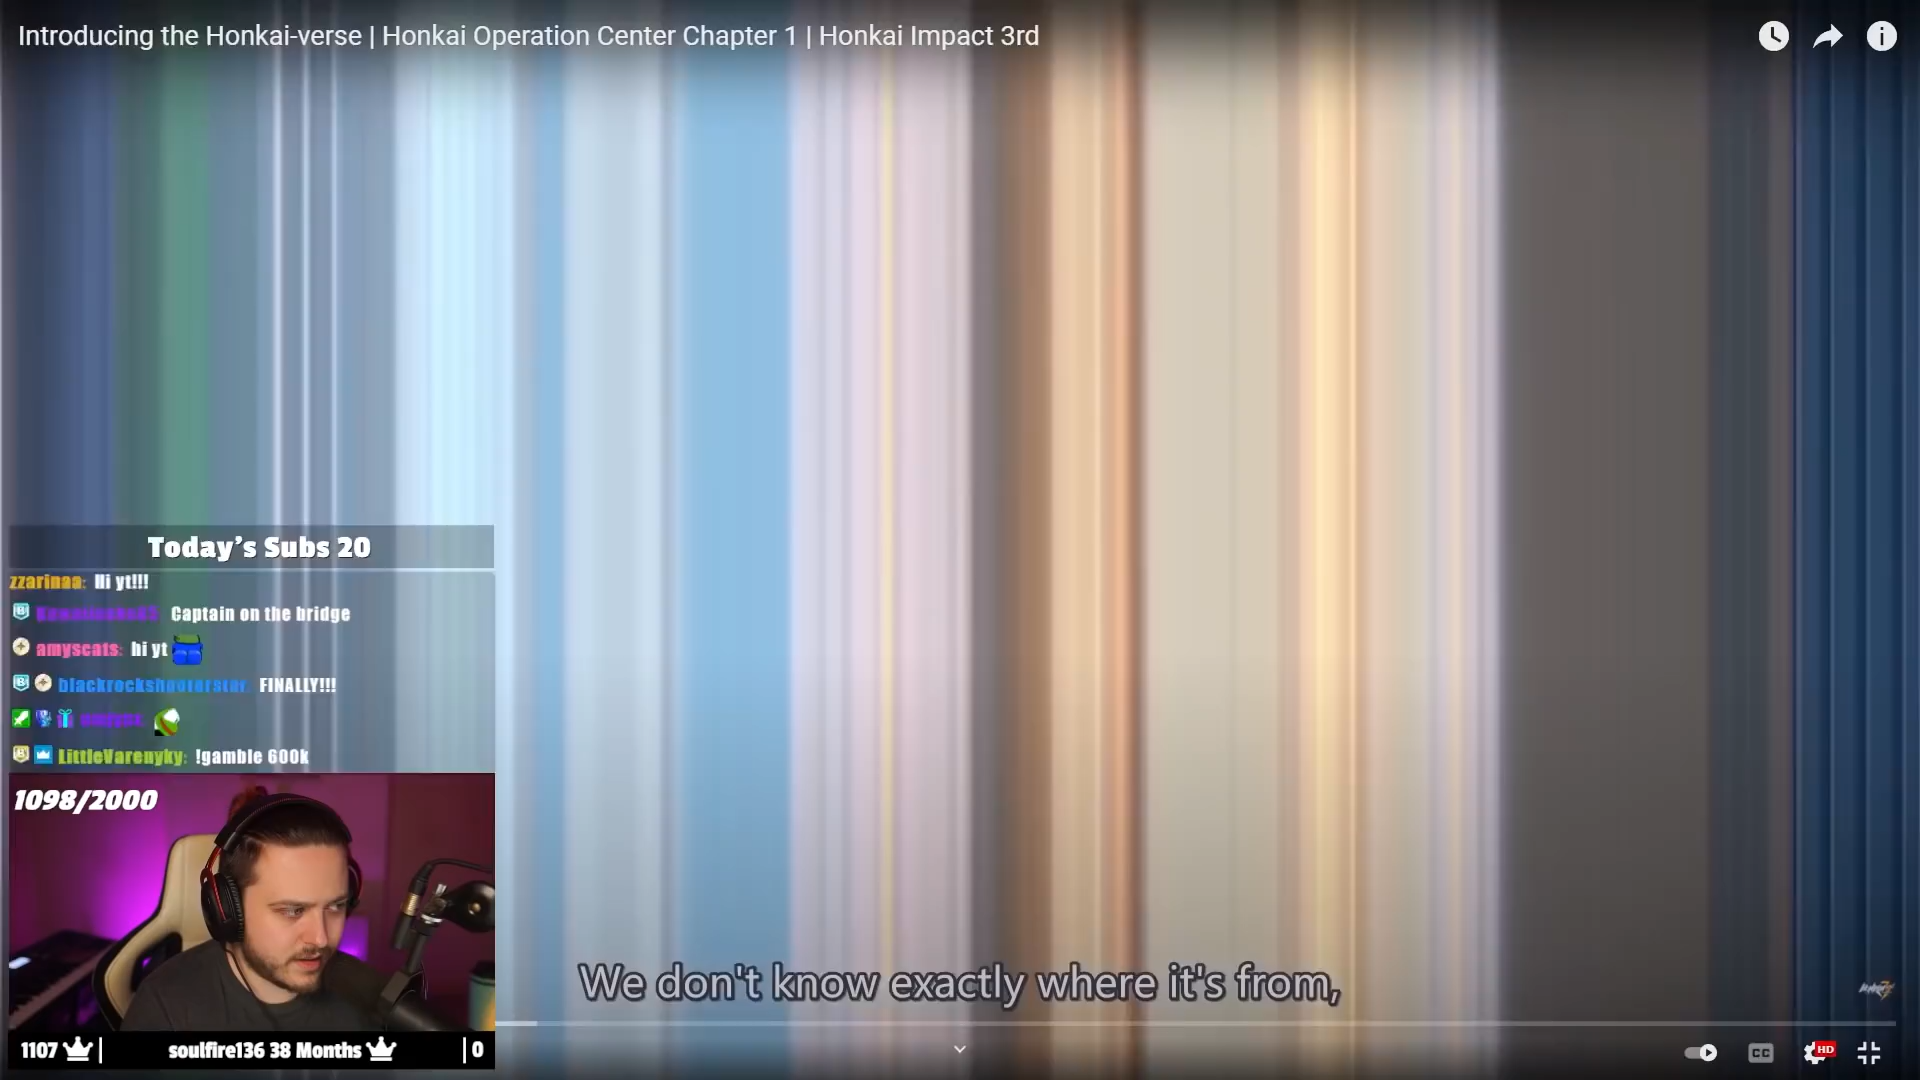 Introducing the Honkai-verse | Honkai Operation Center Chapter 1 | Honkai Impact 3rd
Today's Subs 20
zzarinaa: Hi yt!!!
Captain on the bridge
amyscats: hi yt
blackrockshooterstar: FINALLY!!!
LittleVarenyky: !gamble 600k
1098/2000
We don't know exactly where it's from,
1107 | soulfire136 38 Months | 0
CC HD